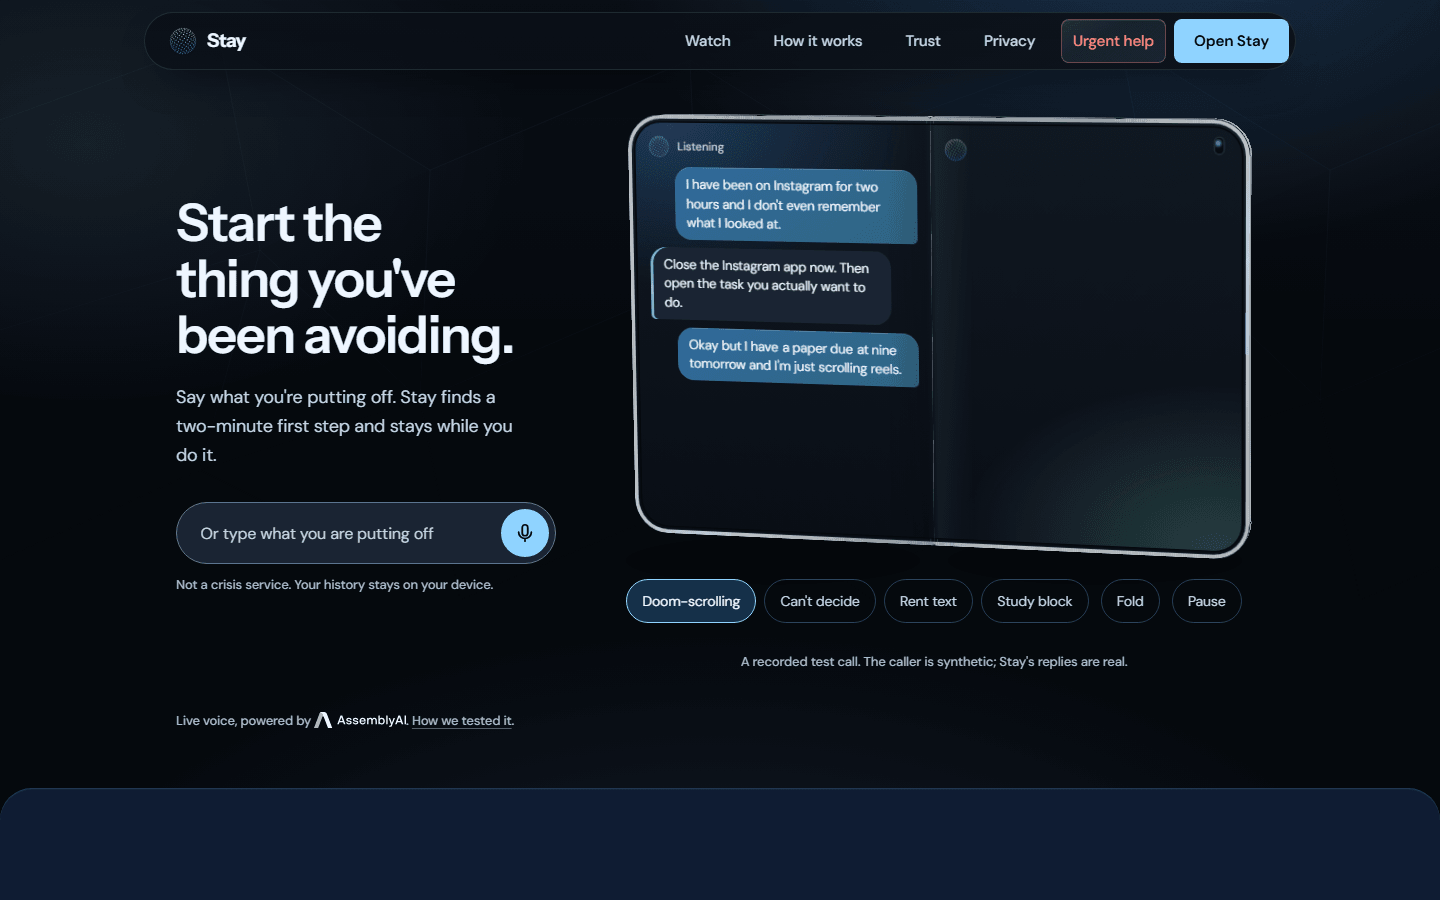 Stay
Watch
How it works
Trust
Privacy
Urgent help
Open Stay
Start the
thing you've
been avoiding.
Say what you're putting off. Stay finds a
two-minute first step and stays while you
do it.
Or type what you are putting off
Not a crisis service. Your history stays on your device.
Listening
I have been on Instagram for two
hours and I don't even remember
what I looked at.
Close the Instagram app now. Then
open the task you actually want to
do.
Okay but I have a paper due at nine
tomorrow and I'm just scrolling reels.
Doom-scrolling
Can't decide
Rent text
Study block
Fold
Pause
A recorded test call. The caller is synthetic; Stay's replies are real.
Live voice, powered by AssemblyAI. How we tested it.